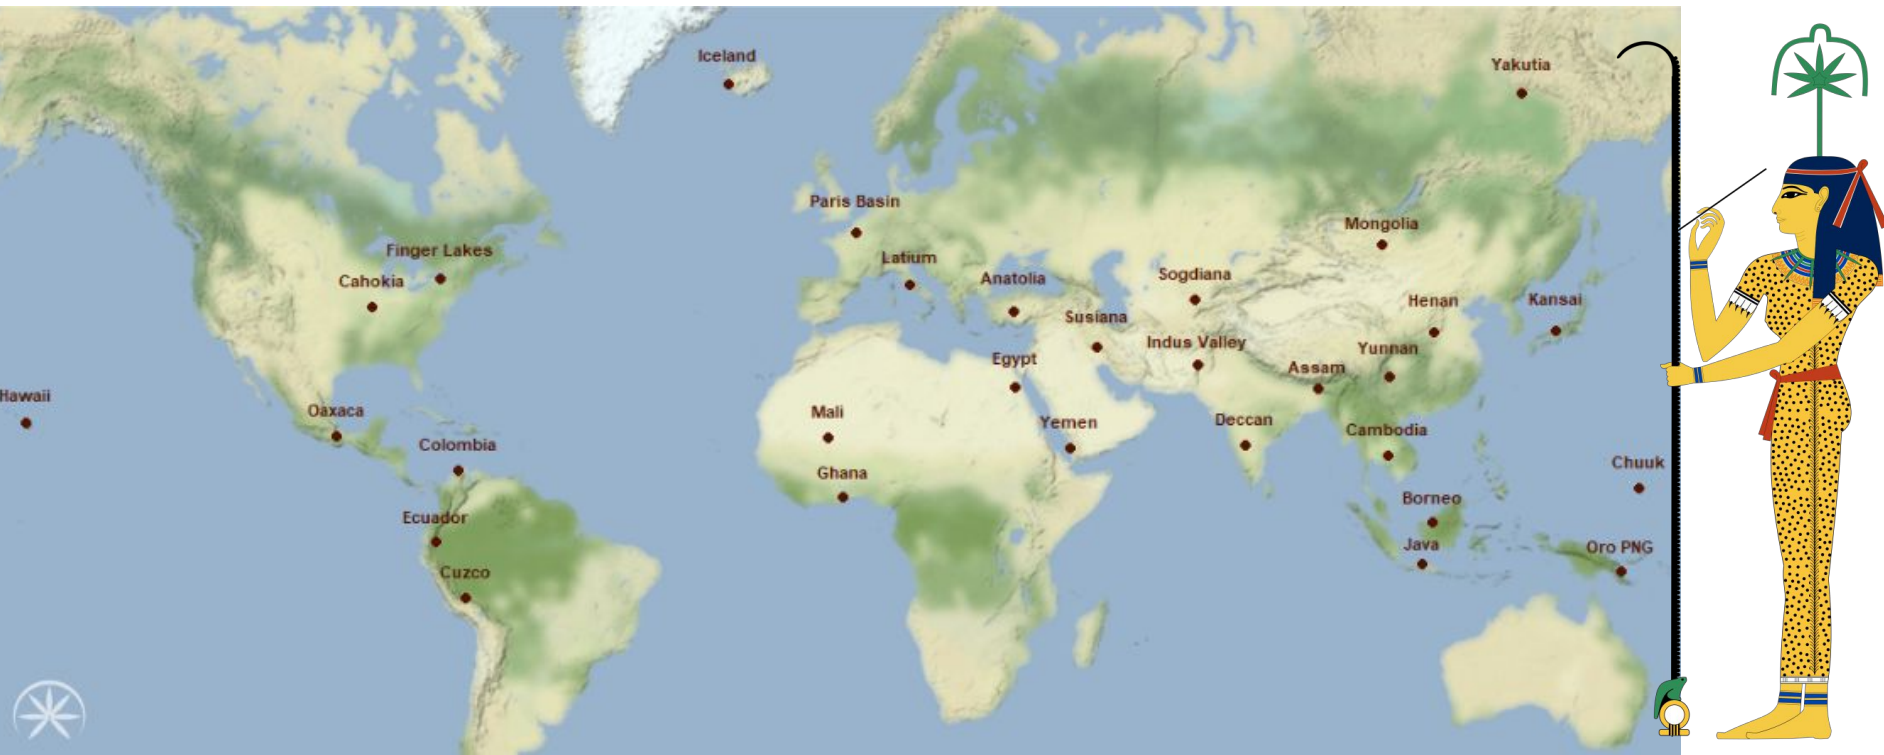 Iceland
Yakutia
Paris Basin
Mongolia
Finger Lakes
Latium
Cahokia
Anatolia
Sogdiana
Henan
Kansai
Susiana
Indus Valley
Yunnan
Egypt
Assam
Hawaii
Oaxaca
Mali
Yemen
Deccan
Cambodia
Colombia
Chuuk
Ghana
Borneo
Ecuador
Java
Oro PNG
Cuzco